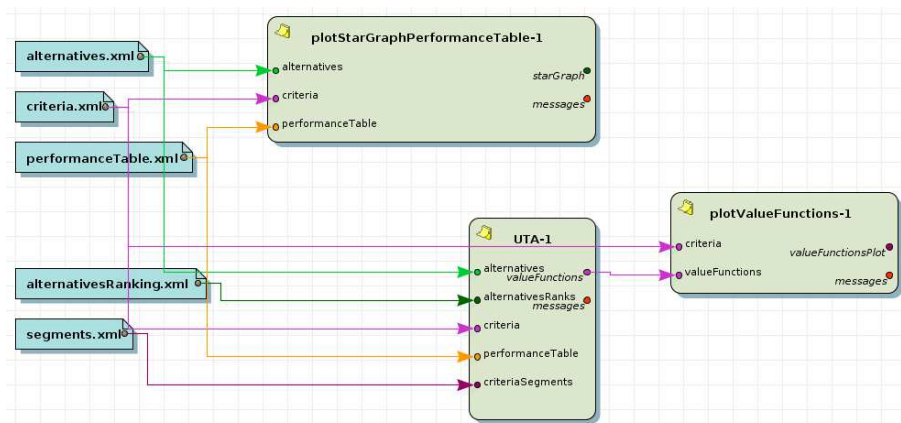 plotStarGraphPerformanceTable-1
alternatives.xml
alternatives
starGraph
criteria.xml
criteria
messages
performanceTable
performanceTable.xml
plotValueFunctions-1
UTA-1
criteria
valueFunctionsPlot
alternatives
valueFunctions
valueFunctions
messages
alternativesRanking.xml
alternativesRanks
messages
segments.xml
criteria
performanceTable
criteriaSegments